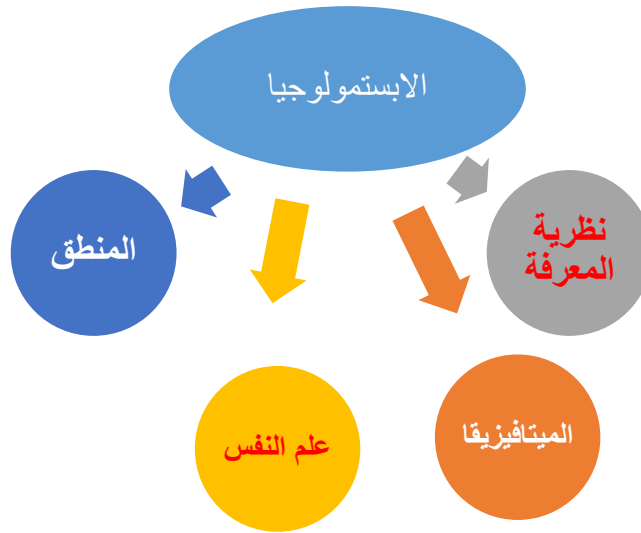 الابستمولوجيا
نظرية
المعرفة
المنطق
الميتافيزيقا
علم النفس